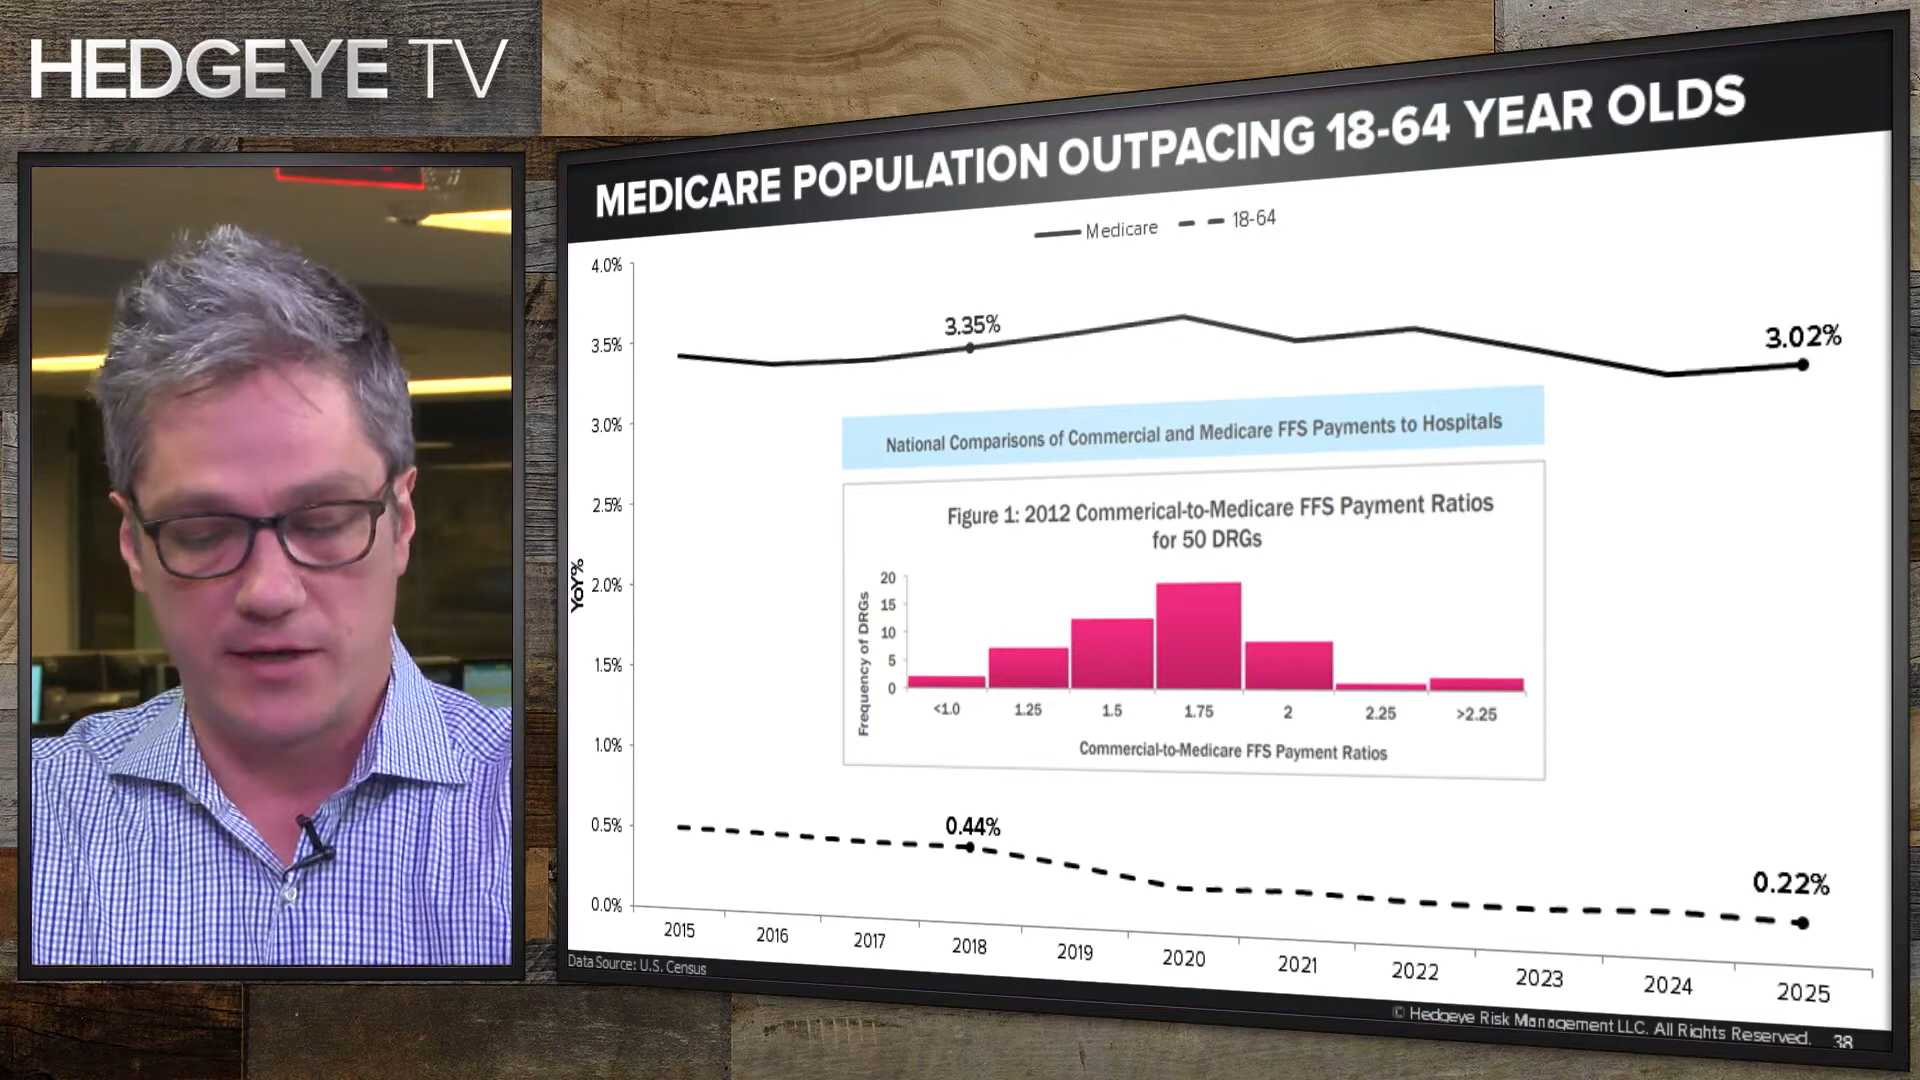 HEDGEYE TV
MEDICARE POPULATION OUTPACING 18-64 YEAR OLDS
Medicare 18-64
4.0%
3.5%
3.0%
2.5%
2.0%
1.5%
1.0%
0.5%
0.0%
YoY%
3.35%
3.02%
National Comparisons of Commercial and Medicare FFS Payments to Hospitals
Figure 1: 2012 Commerical-to-Medicare FFS Payment Ratios
for 50 DRGs
Frequency of DRGs
20
15
10
5
0
<1.0 1.25 1.5 1.75 2 2.25 >2.25
Commercial-to-Medicare FFS Payment Ratios
0.44%
0.22%
2015 2016 2017 2018 2019 2020 2021 2022 2023 2024 2025
Data Source: U.S. Census
© Hedgeye Risk Management LLC. All Rights Reserved. 38